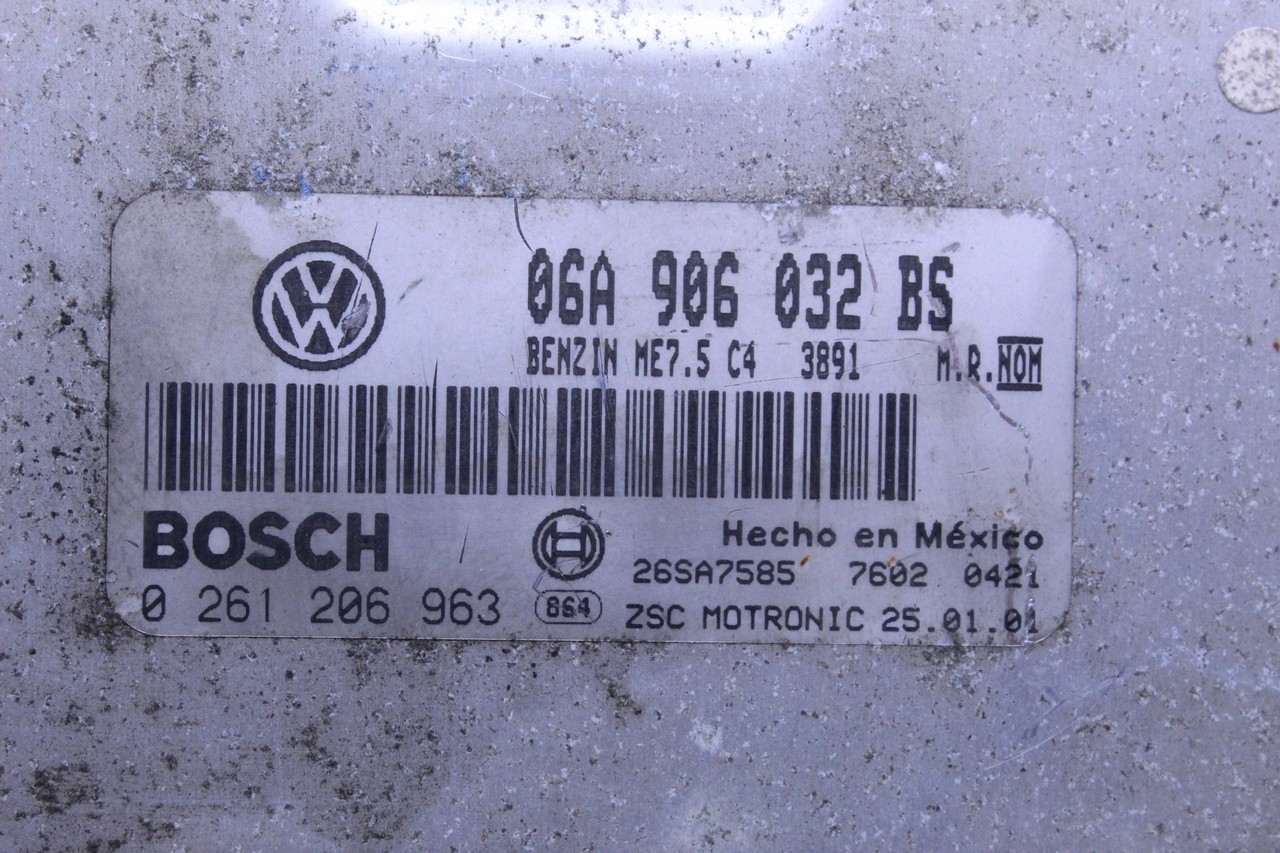 06A 906 032 BS
BENZIN ME7.5 C4 3891 M.R.NOM
BOSCH
Hecho en México
26SA7585 7602 0421
0 261 206 963
864
ZSC MOTRONIC 25.01.01